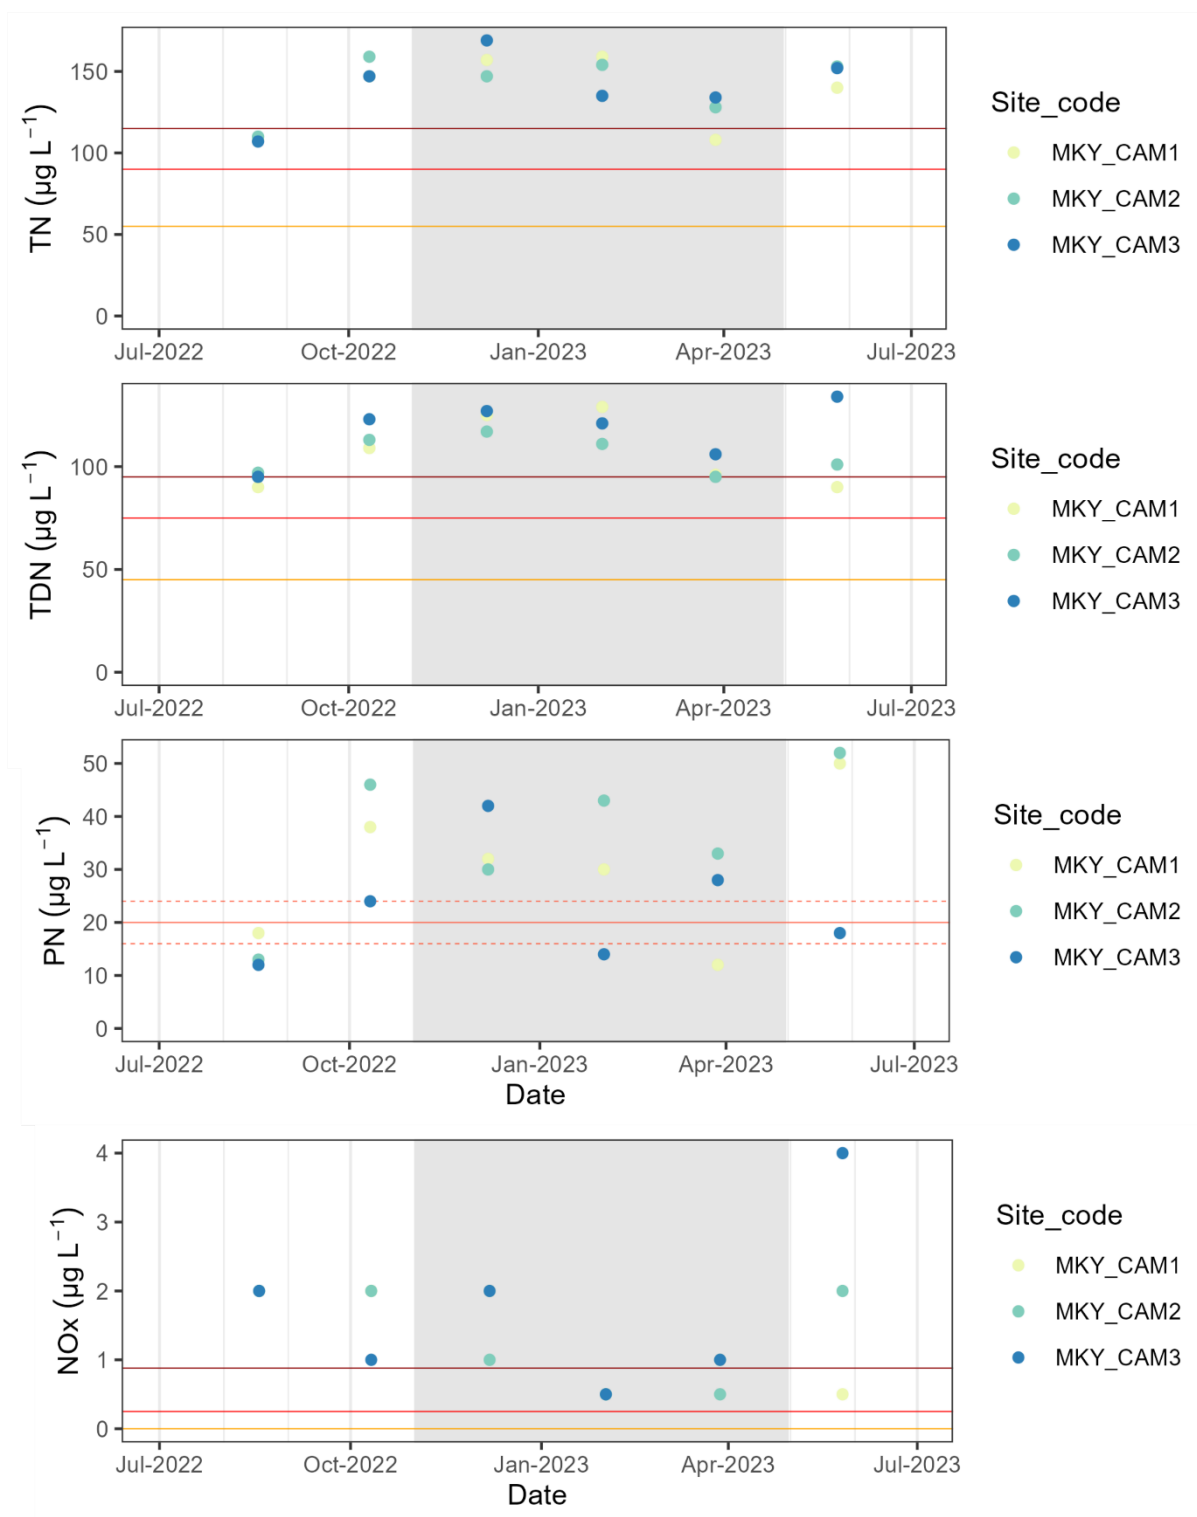 TN (µg L⁻¹)
150
100
50
0
Jul-2022 Oct-2022 Jan-2023 Apr-2023 Jul-2023
Site_code
MKY_CAM1
MKY_CAM2
MKY_CAM3
TDN (µg L⁻¹)
100
50
0
Jul-2022 Oct-2022 Jan-2023 Apr-2023 Jul-2023
Site_code
MKY_CAM1
MKY_CAM2
MKY_CAM3
PN (µg L⁻¹)
50
40
30
20
10
0
Jul-2022 Oct-2022 Jan-2023 Apr-2023 Jul-2023
Date
Site_code
MKY_CAM1
MKY_CAM2
MKY_CAM3
NOx (µg L⁻¹)
4
3
2
1
0
Jul-2022 Oct-2022 Jan-2023 Apr-2023 Jul-2023
Date
Site_code
MKY_CAM1
MKY_CAM2
MKY_CAM3